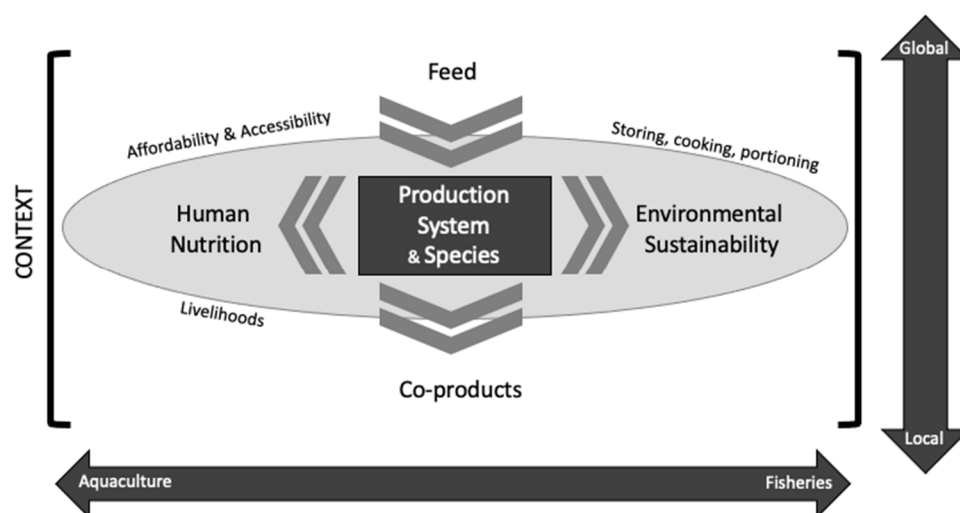 Global
Feed
Affordability & Accessibility
Storing, cooking, portioning
CONTEXT
Human
Nutrition
Production
System
& Species
Environmental
Sustainability
Livelihoods
Co-products
Local
Aquaculture
Fisheries